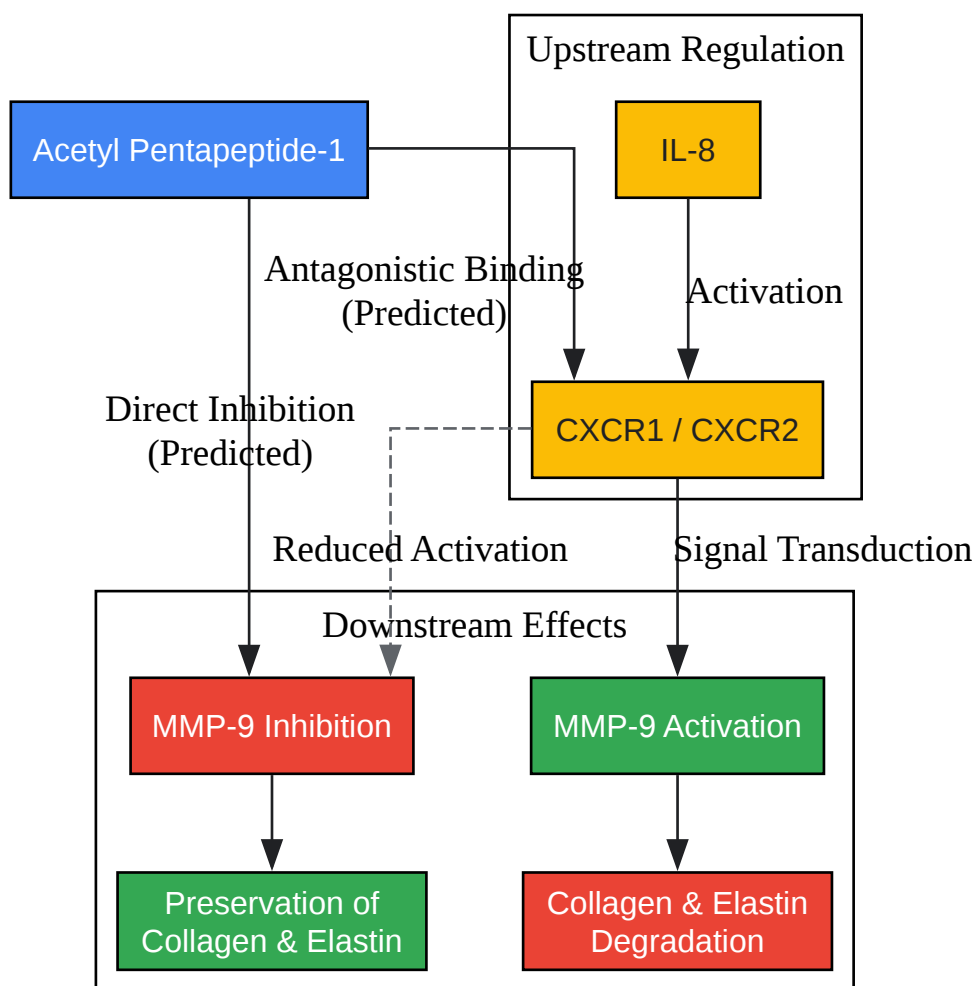 Upstream Regulation
Acetyl Pentapeptide-1
IL-8
Antagonistic Binding
(Predicted)
Activation
Direct Inhibition
(Predicted)
CXCR1 / CXCR2
Reduced Activation
Signal Transduction
Downstream Effects
MMP-9 Inhibition
MMP-9 Activation
Preservation of
Collagen & Elastin
Collagen & Elastin
Degradation